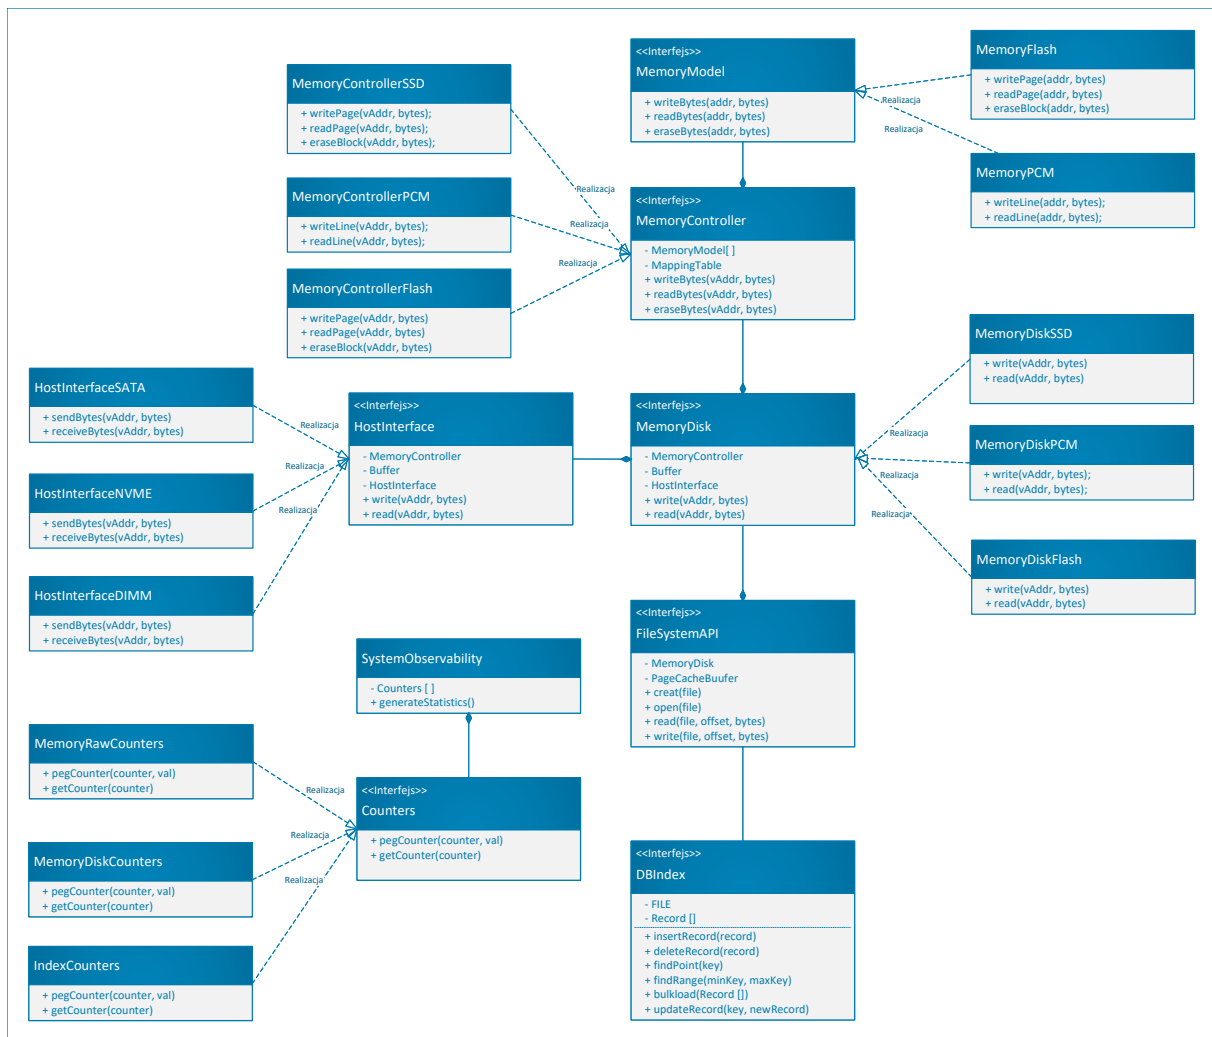 <<Interfejs>>
MemoryModel
+ writeBytes(addr, bytes)
+ readBytes(addr, bytes)
+ eraseBytes(addr, bytes)
MemoryFlash
+ writePage(addr, bytes)
+ readPage(addr, bytes)
+ eraseBlock(addr, bytes)
Realizacja
Realizacja
MemoryPCM
+ writeLine(addr, bytes);
+ readLine(addr, bytes);
MemoryControllerSSD
+ writePage(vAddr, bytes);
+ readPage(vAddr, bytes);
+ eraseBlock(vAddr, bytes);
MemoryControllerPCM
+ writeLine(vAddr, bytes);
+ readLine(vAddr, bytes);
MemoryControllerFlash
+ writePage(vAddr, bytes)
+ readPage(vAddr, bytes)
+ eraseBlock(vAddr, bytes)
Realizacja
Realizacja
Realizacja
<<Interfejs>>
MemoryController
- MemoryModel[ ]
- MappingTable
+ writeBytes(vAddr, bytes)
+ readBytes(vAddr, bytes)
+ eraseBytes(vAddr, bytes)
MemoryDiskSSD
+ write(vAddr, bytes)
+ read(vAddr, bytes)
HostInterfaceSATA
+ sendBytes(vAddr, bytes)
+ receiveBytes(vAddr, bytes)
HostInterfaceNVME
+ sendBytes(vAddr, bytes)
+ receiveBytes(vAddr, bytes)
HostInterfaceDIMM
+ sendBytes(vAddr, bytes)
+ receiveBytes(vAddr, bytes)
Realizacja
Realizacja
Realizacja
<<Interfejs>>
HostInterface
- MemoryController
- Buffer
- HostInterface
+ write(vAddr, bytes)
+ read(vAddr, bytes)
<<Interfejs>>
MemoryDisk
- MemoryController
- Buffer
- HostInterface
+ write(vAddr, bytes)
+ read(vAddr, bytes)
Realizacja
Realizacja
Realizacja
MemoryDiskPCM
+ write(vAddr, bytes);
+ read(vAddr, bytes);
MemoryDiskFlash
+ write(vAddr, bytes)
+ read(vAddr, bytes)
<<Interfejs>>
FileSystemAPI
- MemoryDisk
- PageCacheBuufer
+ creat(file)
+ open(file)
+ read(file, offset, bytes)
+ write(file, offset, bytes)
SystemObservability
- Counters [ ]
+ generateStatistics()
MemoryRawCounters
+ pegCounter(counter, val)
+ getCounter(counter)
MemoryDiskCounters
+ pegCounter(counter, val)
+ getCounter(counter)
IndexCounters
+ pegCounter(counter, val)
+ getCounter(counter)
Realizacja
Realizacja
Realizacja
<<Interfejs>>
Counters
+ pegCounter(counter, val)
+ getCounter(counter)
<<Interfejs>>
DBIndex
- FILE
- Record []
+ insertRecord(record)
+ deleteRecord(record)
+ findPoint(key)
+ findRange(minKey, maxKey)
+ bulkload(Record [])
+ updateRecord(key, newRecord)